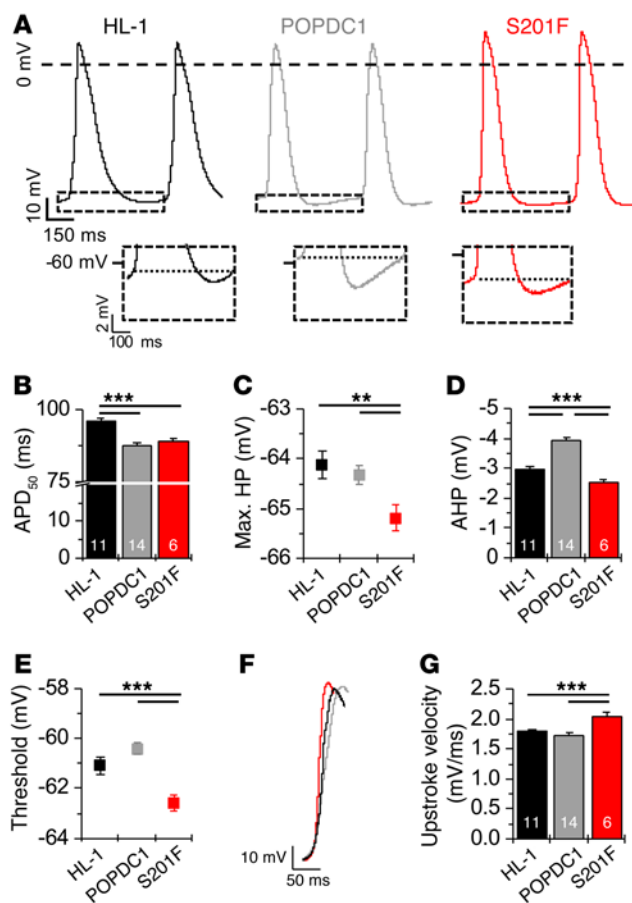 A
HL-1 POPDC1 S201F
0 mV
10 mV
150 ms
-60 mV
2 mV
100 ms
B
APD50 (ms)
100
75
10
0
***
11 14 6
HL-1 POPDC1 S201F
C
Max. HP (mV)
-63
-64
-65
-66
**
HL-1 POPDC1 S201F
D
AHP (mV)
-5
-4
-3
-2
-1
0
***
11 14 6
HL-1 POPDC1 S201F
E
Threshold (mV)
-58
-60
-62
-64
***
HL-1 POPDC1 S201F
F
10 mV
50 ms
G
Upstroke velocity (mV/ms)
2.5
2.0
1.5
1.0
0.5
0.0
***
11 14 6
HL-1 POPDC1 S201F